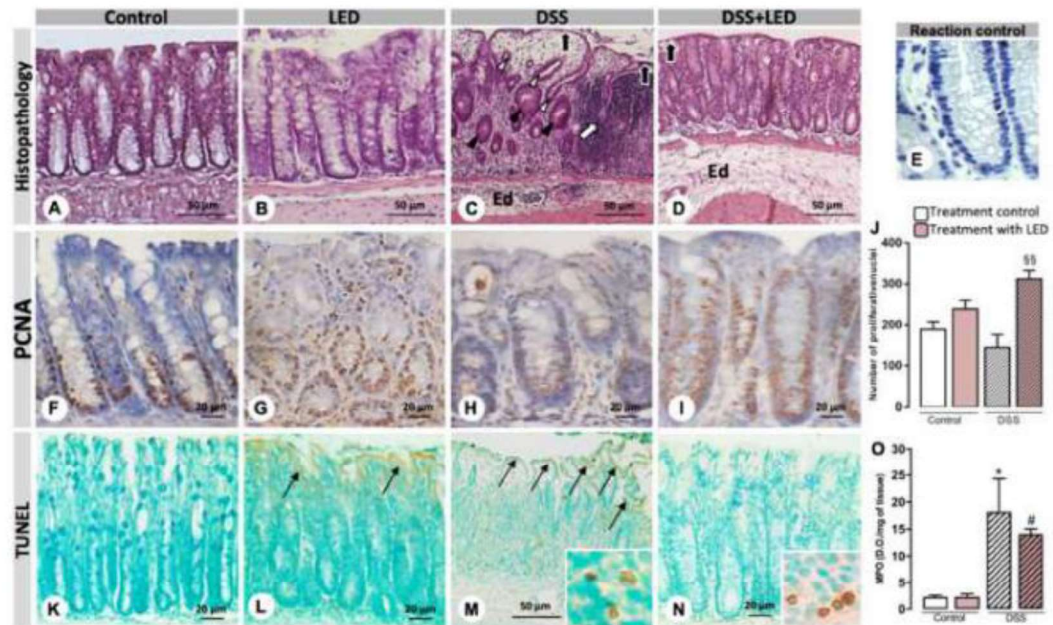 Control LED DSS DSS+LED
Reaction control
Histopathology
A 50 µm
B 50 µm
Ed
C 50 µm
Ed
D 50 µm
E
PCNA
F 20 µm
G 20 µm
H 20 µm
I 20 µm
J
Treatment control
Treatment with LED
Number of proliferativenuclei
400
300
200
100
0
§§
Control DSS
TUNEL
K 20 µm
L 20 µm
M 50 µm
N 20 µm
O
MPO (D.O./mg of tissue)
30
25
20
15
10
5
0
*
#
Control DSS